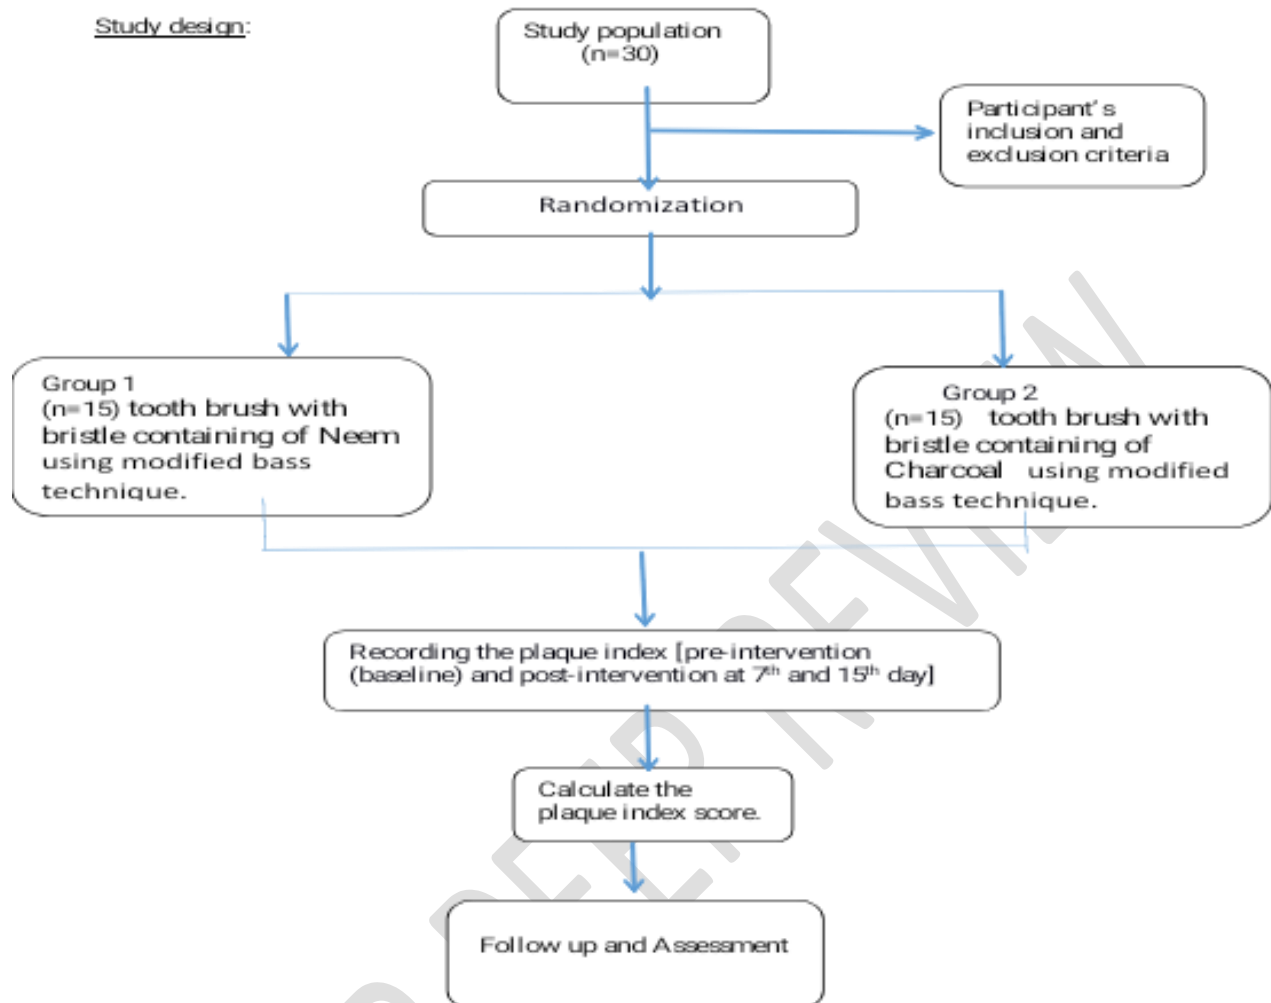 Study design:
Study population
(n=30)
Participant's
inclusion and
exclusion criteria
Randomization
Group 1
(n=15) tooth brush with
bristle containing of Neem
using modified bass
technique.
Group 2
(n=15) tooth brush with
bristle containing of
Charcoal using modified
bass technique.
Recording the plaque index [pre-intervention
(baseline) and post-intervention at 7th and 15th day]
Calculate the
plaque index score.
Follow up and Assessment
PEER REVIEW